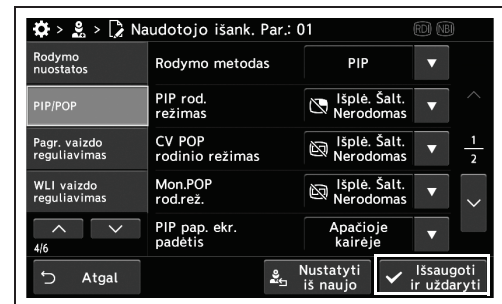 > > Naudotojo išank. Par.: 01 RDI NBI
Rodymo
nuostatos
Rodymo metodas PIP
PIP/POP
PIP rod.
režimas
Išplė. Šalt.
Nerodomas
Pagr. vaizdo
reguliavimas
CV POP
rodinio režimas
Išplė. Šalt.
Nerodomas
1
2
WLI vaizdo
reguliavimas
Mon.POP
rod.rež.
Išplė. Šalt.
Nerodomas
4/6
PIP pap. ekr.
padėtis
Apačioje
kairėje
Atgal
Nustatyti
iš naujo
Išsaugoti
ir uždaryti